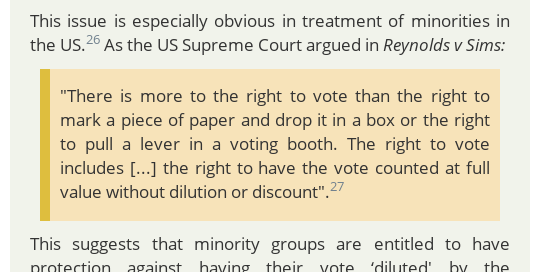 This issue is especially obvious in treatment of minorities in
the US.26 As the US Supreme Court argued in Reynolds v Sims:
"There is more to the right to vote than the right to
mark a piece of paper and drop it in a box or the right
to pull a lever in a voting booth. The right to vote
includes [...] the right to have the vote counted at full
value without dilution or discount".27
This suggests that minority groups are entitled to have
protection against having their vote ‘diluted' by the